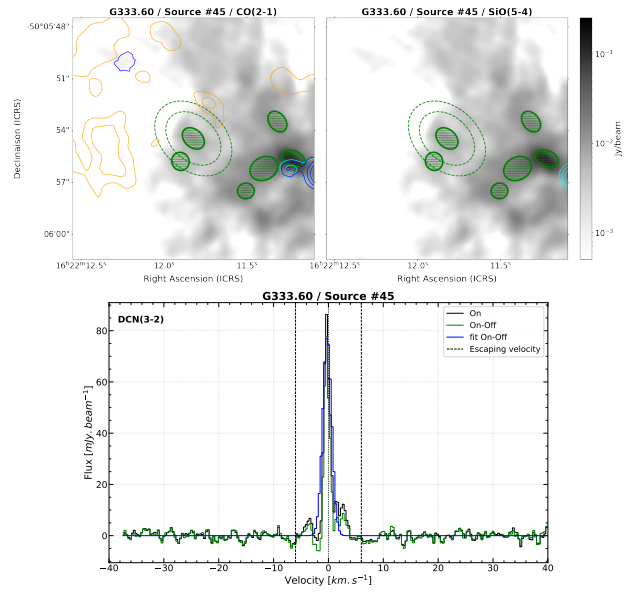 G333.60 / Source #45 / CO(2-1)
G333.60 / Source #45 / SiO(5-4)
-50°05'48"
51"
54"
57"
06'00"
Declinaison (ICRS)
16ʰ22ᵐ12.5ˢ 12.0ˢ 11.5ˢ
16ʰ22ᵐ12.5ˢ 12.0ˢ 11.5ˢ
Right Ascension (ICRS)
Right Ascension (ICRS)
10⁻¹
10⁻²
10⁻³
Jy/beam
G333.60 / Source #45
DCN(3-2)
On
On-Off
fit On-Off
Escaping velocity
80
60
40
20
0
Flux [mJy.beam⁻¹]
−40 −30 −20 −10 0 10 20 30 40
Velocity [km.s⁻¹]